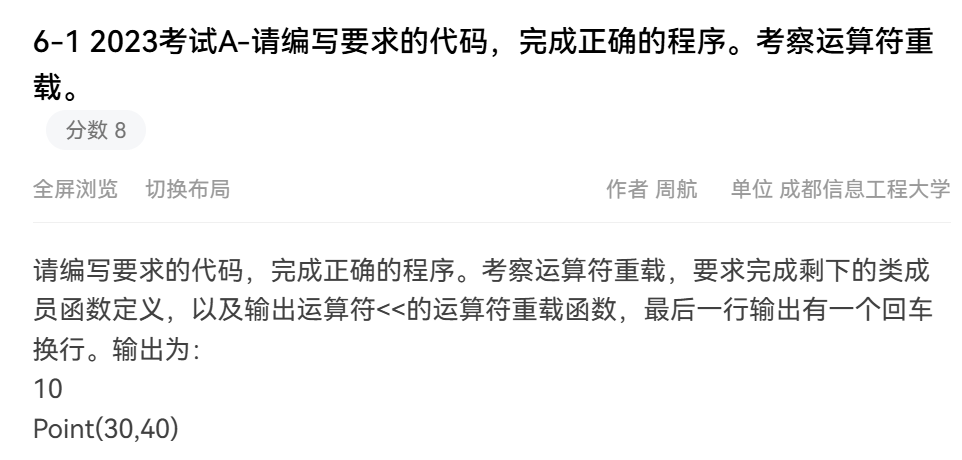 6-1 2023考试A-请编写要求的代码，完成正确的程序。考察运算符重
载。
分数 8
全屏浏览 切换布局 作者 周航 单位 成都信息工程大学
请编写要求的代码，完成正确的程序。考察运算符重载，要求完成剩下的类成
员函数定义，以及输出运算符<<的运算符重载函数，最后一行输出有一个回车
换行。输出为：
10
Point(30,40)